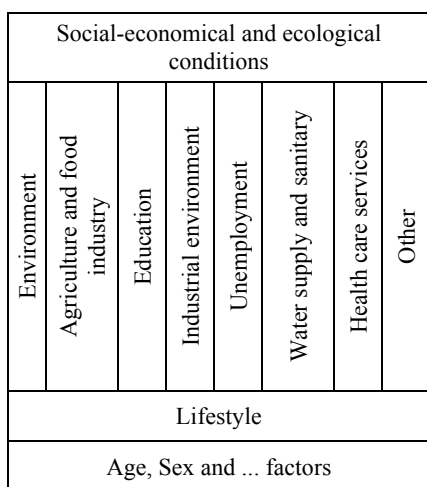 Social-economical and ecological
conditions
Environment
Agriculture and food
industry
Education
Industrial environment
Unemployment
Water supply and sanitary
Health care services
Other
Lifestyle
Age, Sex and ... factors